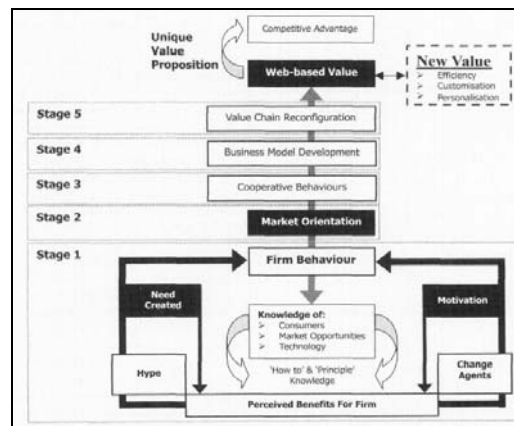 Competitive Advantage
Unique
Value
Proposition
Web-based Value
New Value
➢ Efficiency
➢ Customisation
➢ Personalisation
Stage 5
Value Chain Reconfiguration
Stage 4
Business Model Development
Stage 3
Cooperative Behaviours
Stage 2
Market Orientation
Stage 1
Firm Behaviour
Need
Created
Motivation
Knowledge of:
➢ Consumers
➢ Market Opportunities
➢ Technology
Hype
'How to' & 'Principle'
Knowledge
Change
Agents
Perceived Benefits For Firm